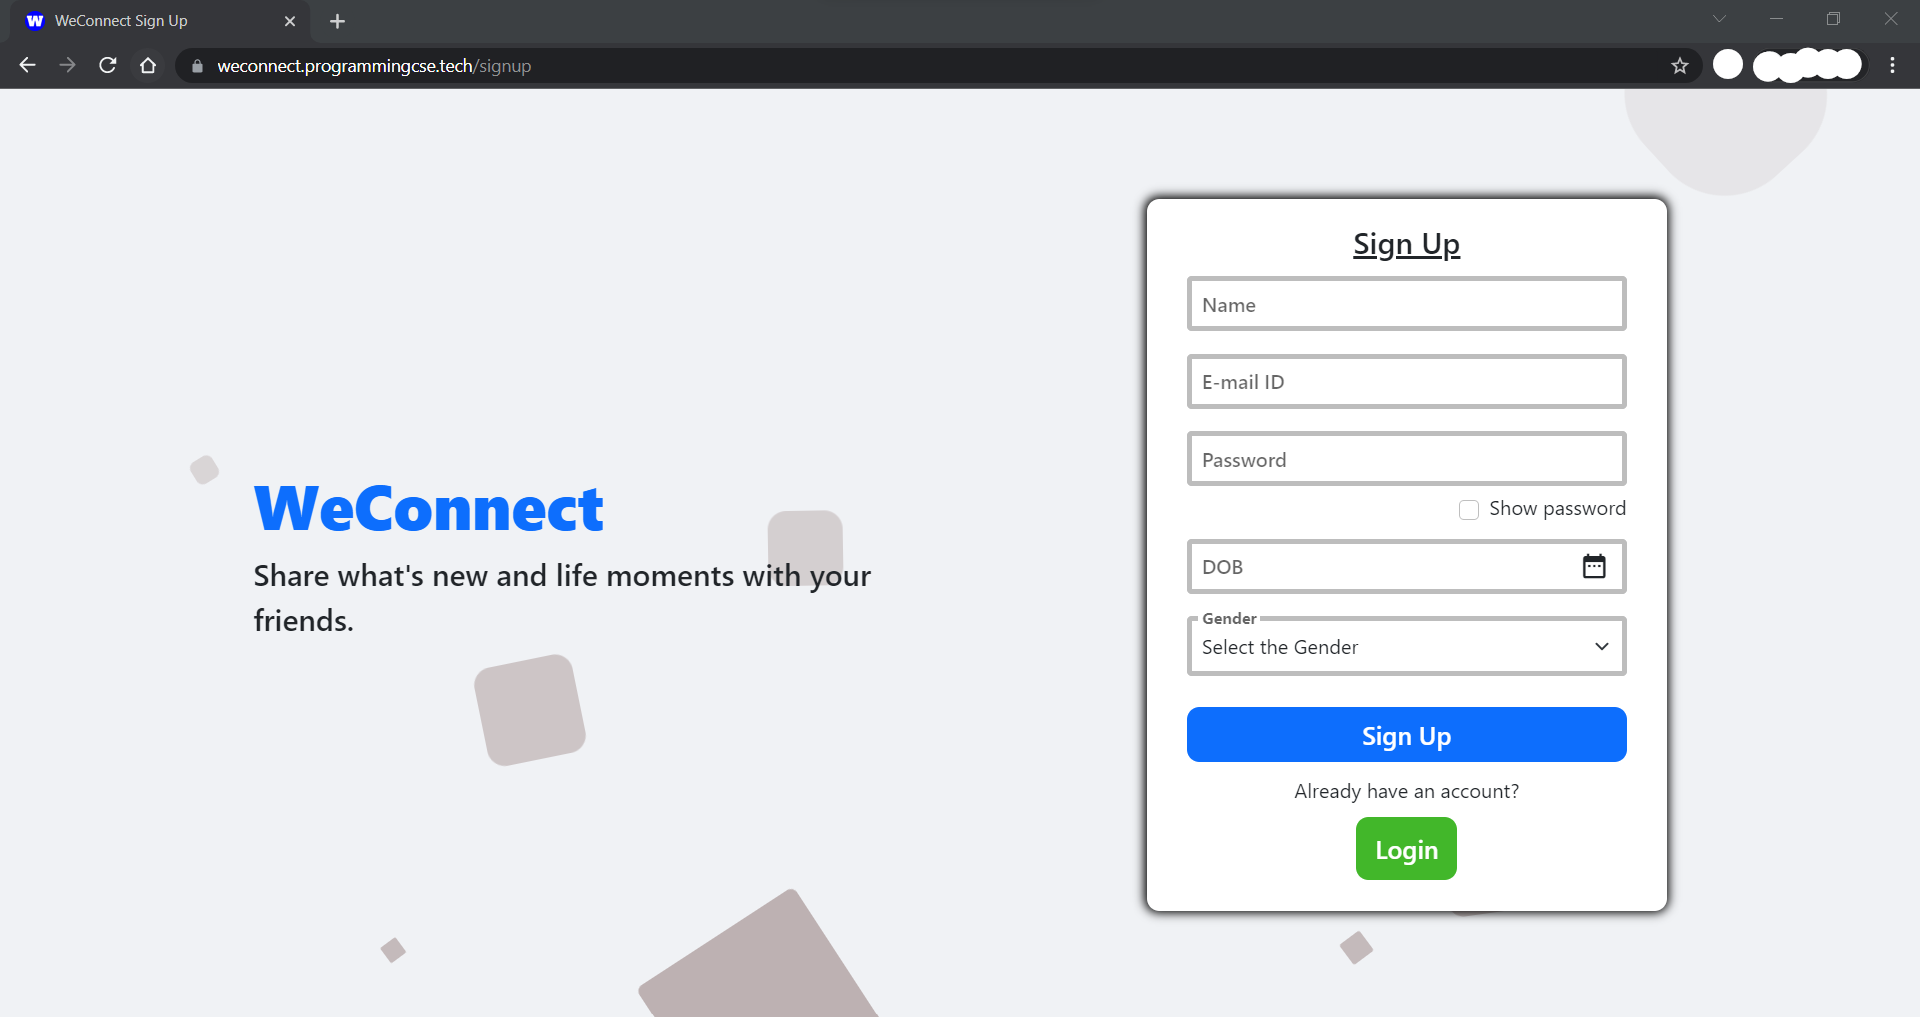 WeConnect Sign Up
weconnect.programmingcse.tech/signup
WeConnect
Share what's new and life moments with your
friends.
Sign Up
Name
E-mail ID
Password
Show password
DOB
Gender
Select the Gender
Sign Up
Already have an account?
Login